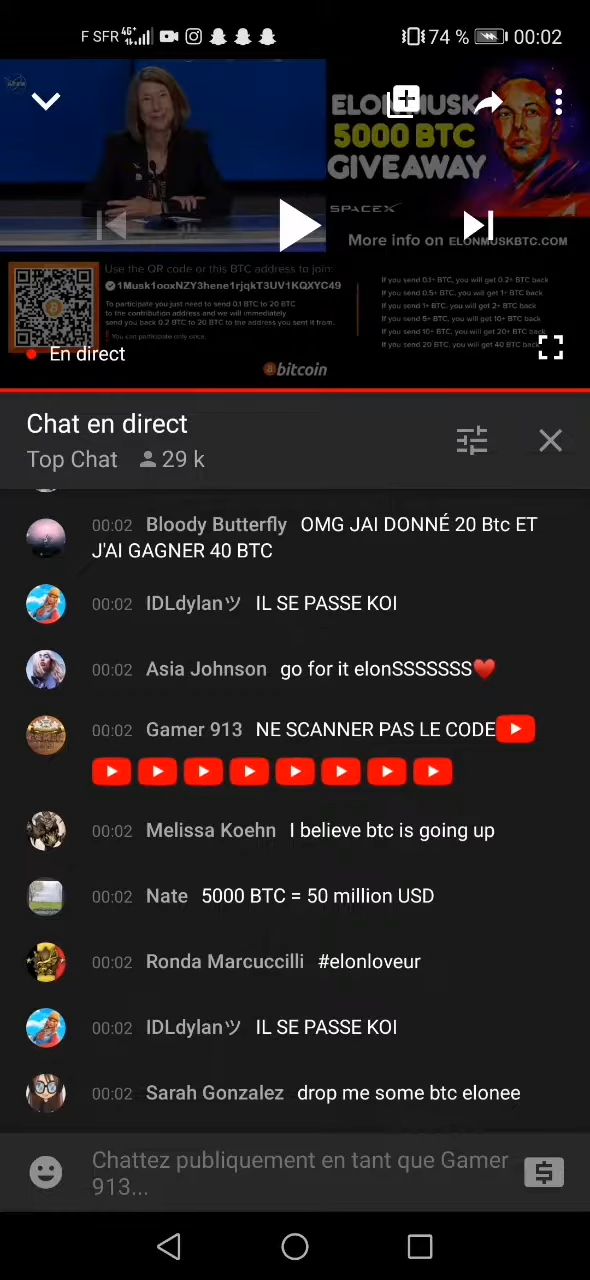 F SFR 4G+ 74 % 00:02
ELON MUSK
5000 BTC
GIVEAWAY
SPACEX
More info on ELONMUSKBTC.COM
Use the QR code or this BTC address to join:
1Musk1ooxNZY3hene1rjqkT3UV1KQXYC49
To participate you just need to send 0.1 BTC to 20 BTC
to the contribution address and we will immediately
send you back 0.2 BTC to 20 BTC to the address you sent it from.
You can participate only once.
If you send 0.1+ BTC, you will get 0.2+ BTC back
If you send 0.5+ BTC, you will get 1+ BTC back
If you send 1+ BTC, you will get 2+ BTC back
If you send 5+ BTC, you will get 10+ BTC back
If you send 10+ BTC, you will get 20+ BTC back
If you send 20 BTC, you will get 40 BTC back
En direct
bitcoin
Chat en direct
Top Chat 29 k
00:02 Bloody Butterfly OMG JAI DONNÉ 20 Btc ET
J'AI GAGNER 40 BTC
00:02 IDLdylanツ IL SE PASSE KOI
00:02 Asia Johnson go for it elonSSSSSSS❤️
00:02 Gamer 913 NE SCANNER PAS LE CODE
00:02 Melissa Koehn I believe btc is going up
00:02 Nate 5000 BTC = 50 million USD
00:02 Ronda Marcuccilli #elonloveur
00:02 IDLdylanツ IL SE PASSE KOI
00:02 Sarah Gonzalez drop me some btc elonee
Chattez publiquement en tant que Gamer
913...